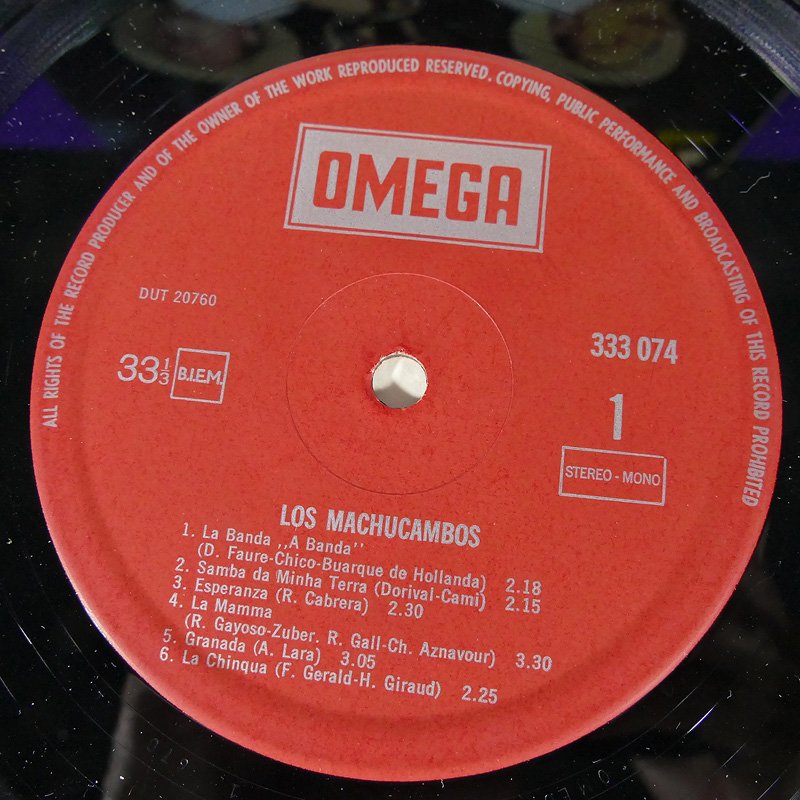 ALL RIGHTS OF THE RECORD PRODUCER AND OF THE OWNER OF THE WORK REPRODUCED RESERVED. COPYING, PUBLIC PERFORMANCE AND BROADCASTING OF THIS RECORD PROHIBITED
OMEGA
DUT 20760
333 074
33 1/3 B.I.E.M.
1
STEREO - MONO
LOS MACHUCAMBOS
1. La Banda ,,A Banda''
(D. Faure-Chico-Buarque de Hollanda) 2.18
2. Samba da Minha Terra (Dorival-Cami) 2.15
3. Esperanza (R. Cabrera) 2.30
4. La Mamma
(R. Gayoso-Zuber. R. Gall-Ch. Aznavour) 3.30
5. Granada (A. Lara) 3.05
6. La Chinqua (F. Gerald-H. Giraud) 2.25